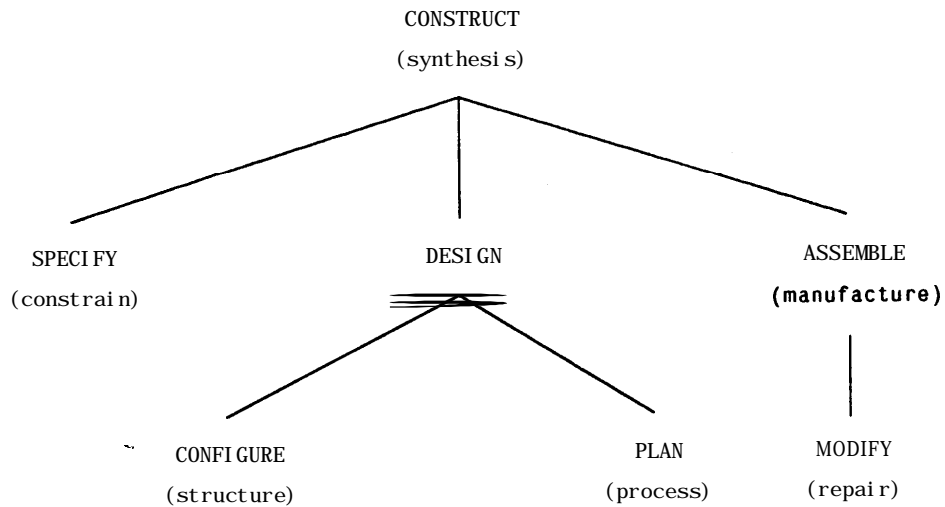 CONSTRUCT
(synthesis)
SPECIFY
(constrain)
DESIGN
ASSEMBLE
(manufacture)
CONFIGURE
(structure)
PLAN
(process)
MODIFY
(repair)